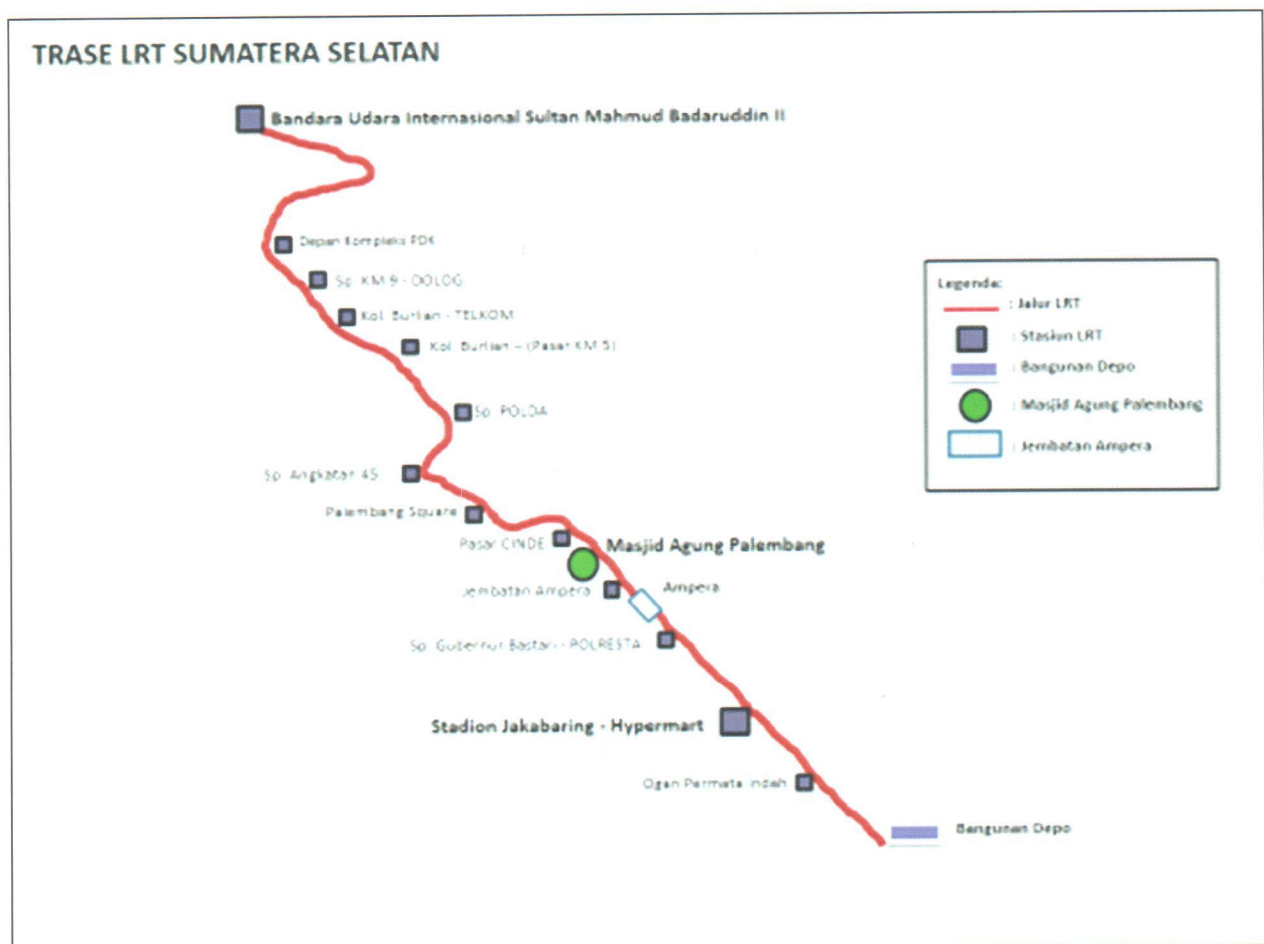 TRASE LRT SUMATERA SELATAN
Bandara Udara Internasional Sultan Mahmud Badaruddin II
Depan Kompleks PDK
Sp. KM 9 - DOLOG
Kol. Burlian - TELKOM
Kol. Burlian – (Pasar KM 5)
Sp. POLDA
Sp. Angkatan 45
Palembang Square
Pasar CINDE
Masjid Agung Palembang
Jembatan Ampera
Ampera
Sp. Gubernur Bastari - POLRESTA
Stadion Jakabaring - Hypermart
Ogan Permata Indah
Bangunan Depo
Legenda:
: Jalur LRT
: Stasiun LRT
: Bangunan Depo
: Masjid Agung Palembang
: Jembatan Ampera